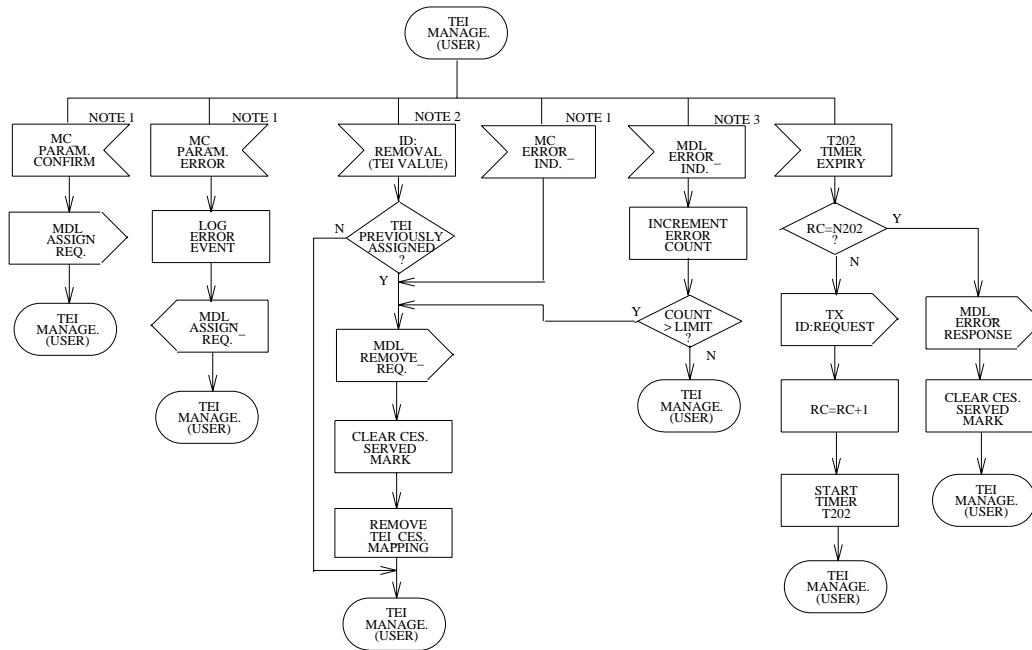 TEI
MANAGE.
(USER)
NOTE 1
NOTE 1
NOTE 2
NOTE 1
NOTE 3
MC
PARAM.
CONFIRM
MC
PARAM.
ERROR
ID:
REMOVAL
(TEI VALUE)
MC
ERROR_
IND.
MDL
ERROR_
IND.
T202
TIMER
EXPIRY
MDL
ASSIGN
REQ.
LOG
ERROR
EVENT
N
TEI
PREVIOUSLY
ASSIGNED
?
Y
INCREMENT
ERROR
COUNT
RC=N202
?
Y
N
TEI
MANAGE.
(USER)
MDL
ASSIGN_
REQ.
MDL
REMOVE_
REQ.
Y
COUNT
> LIMIT
?
N
TX
ID:REQUEST
MDL
ERROR
RESPONSE
TEI
MANAGE.
(USER)
CLEAR CES.
SERVED
MARK
TEI
MANAGE.
(USER)
RC=RC+1
CLEAR CES.
SERVED
MARK
REMOVE
TEI_CES.
MAPPING
START
TIMER
T202
TEI
MANAGE.
(USER)
TEI
MANAGE.
(USER)
TEI
MANAGE.
(USER)